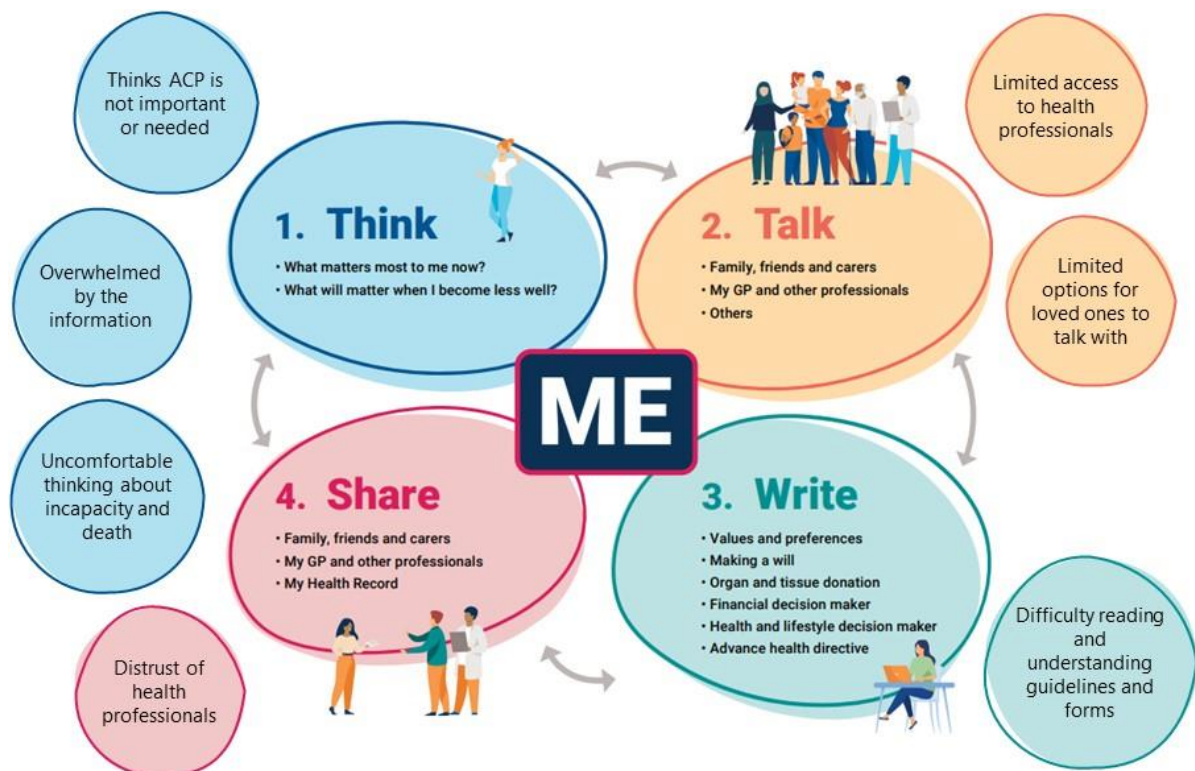 Thinks ACP is
not important
or needed
Overwhelmed
by the
information
Uncomfortable
thinking about
incapacity and
death
Distrust of
health
professionals
1. Think
• What matters most to me now?
• What will matter when I become less well?
2. Talk
• Family, friends and carers
• My GP and other professionals
• Others
ME
4. Share
• Family, friends and carers
• My GP and other professionals
• My Health Record
3. Write
• Values and preferences
• Making a will
• Organ and tissue donation
• Financial decision maker
• Health and lifestyle decision maker
• Advance health directive
Limited access
to health
professionals
Limited
options for
loved ones to
talk with
Difficulty reading
and
understanding
guidelines and
forms